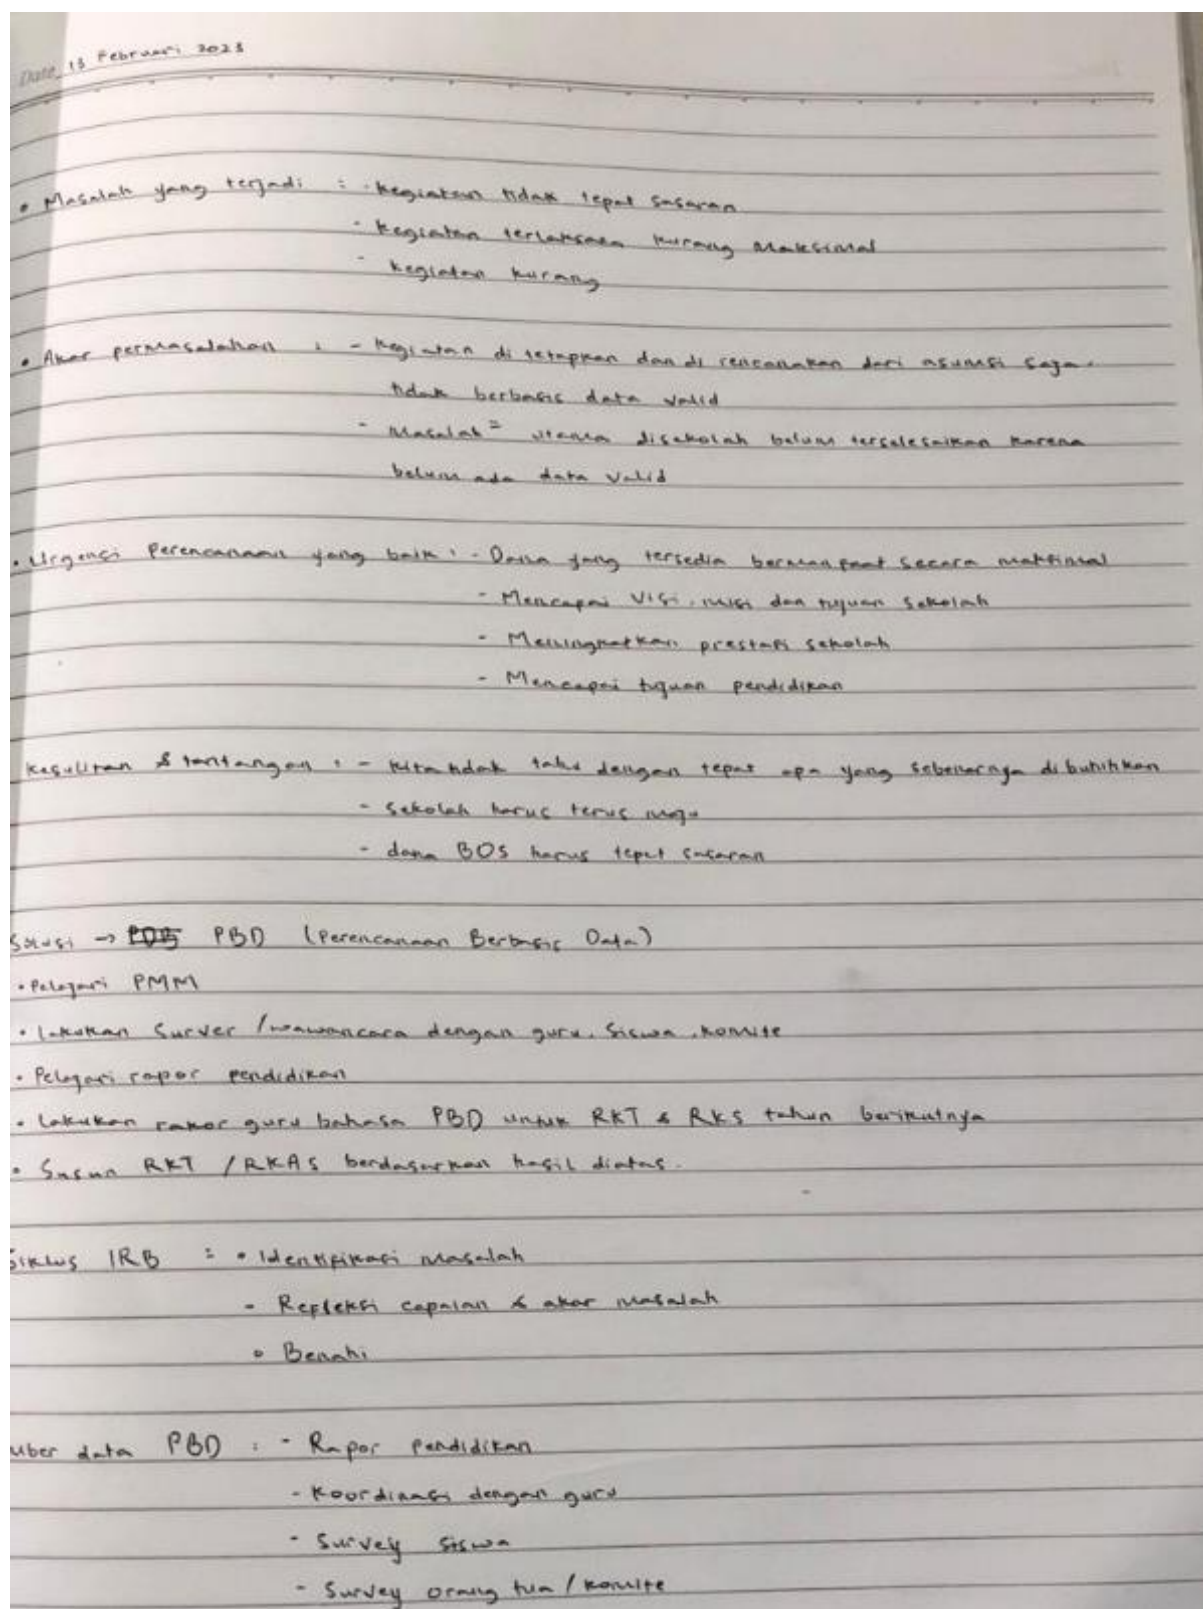 Date 13 Februari 2023
• Masalah yang terjadi : - Kegiatan tidak tepat sasaran
- Kegiatan terlaksana kurang maksimal
- Kegiatan kurang
• Akar permasalahan : - Kegiatan di tetapkan dan di rencanakan dari asumsi saja.
tidak berbasis data valid
- Masalah² utama disekolah belum terselesaikan karena
belum ada data valid
• Urgensi Perencanaan yang baik : - Dana yang tersedia bermanfaat secara maksimal
- Mencapai Visi, misi dan tujuan sekolah
- Meningkatkan prestasi sekolah
- Mencapai tujuan pendidikan
Kesulitan & tantangan : - Kita tidak tahu dengan tepat apa yang sebenarnya dibutuhkan
- Sekolah harus terus maju
- dana BOS harus tepat sasaran
Solusi → PBD (Perencanaan Berbasis Data)
• Pelajari PMM
• Lakukan Survei / wawancara dengan guru, siswa, komite
• Pelajari rapor pendidikan
• Lakukan rakor guru bahasa PBD untuk RKT & RKS tahun berikutnya
• Susun RKT / RKAS berdasarkan hasil diatas.
Siklus IRB : • Identifikasi masalah
- Refleksi capaian & akar masalah
• Benahi
uber data PBD : - Rapor Pendidikan
- Koordinasi dengan guru
- Survey siswa
- Survey orang tua / komite